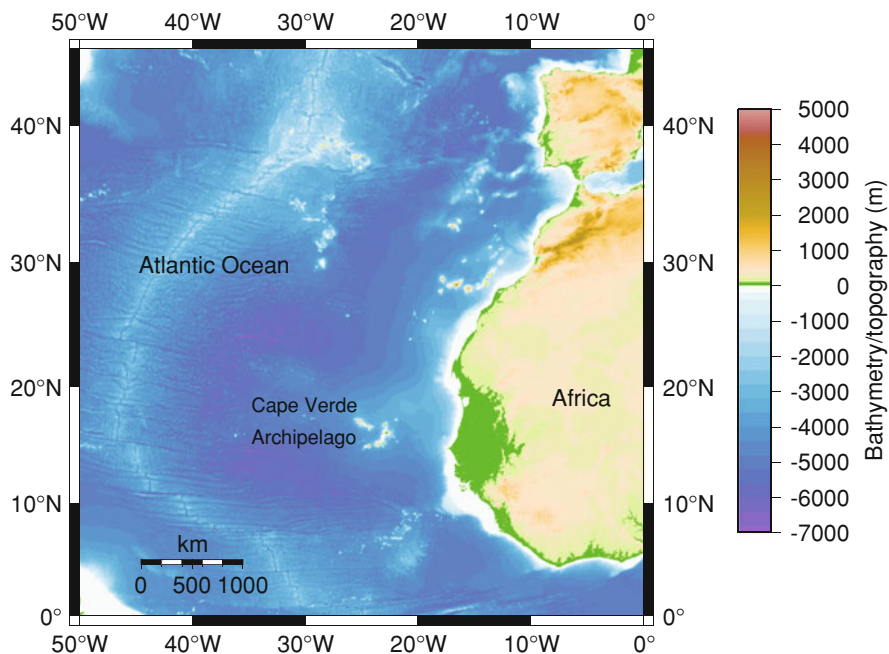 50°W 40°W 30°W 20°W 10°W 0°
40°N 40°N
30°N 30°N
20°N 20°N
10°N 10°N
0° 0°
Atlantic Ocean
Cape Verde
Archipelago
Africa
km
0 500 1000
50°W 40°W 30°W 20°W 10°W 0°
5000
4000
3000
2000
1000
0
-1000
-2000
-3000
-4000
-5000
-6000
-7000
Bathymetry/topography (m)